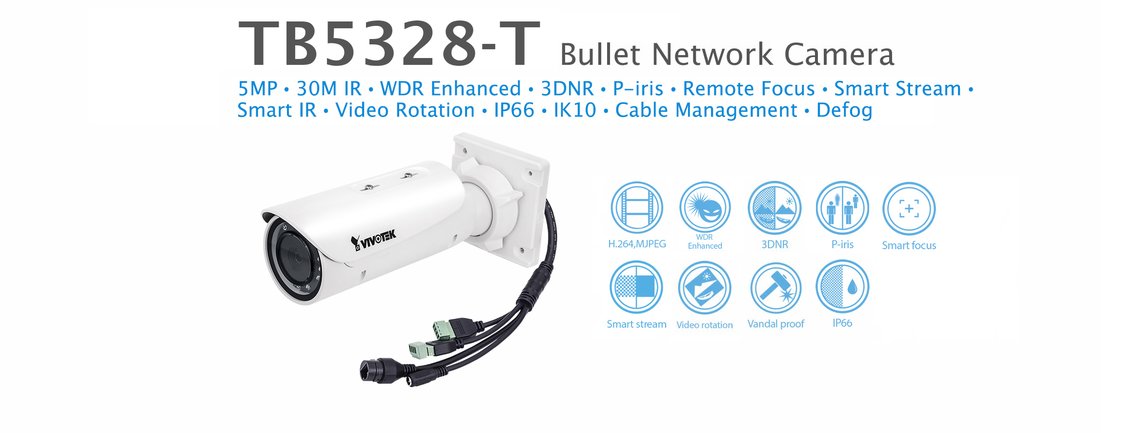 TB5328-T Bullet Network Camera
5MP • 30M IR • WDR Enhanced • 3DNR • P-iris • Remote Focus • Smart Stream •
Smart IR • Video Rotation • IP66 • IK10 • Cable Management • Defog
VIVOTEK
H.264,MJPEG
WDR
Enhanced
3DNR
P-iris
Smart focus
Smart stream
Video rotation
Vandal proof
IP66